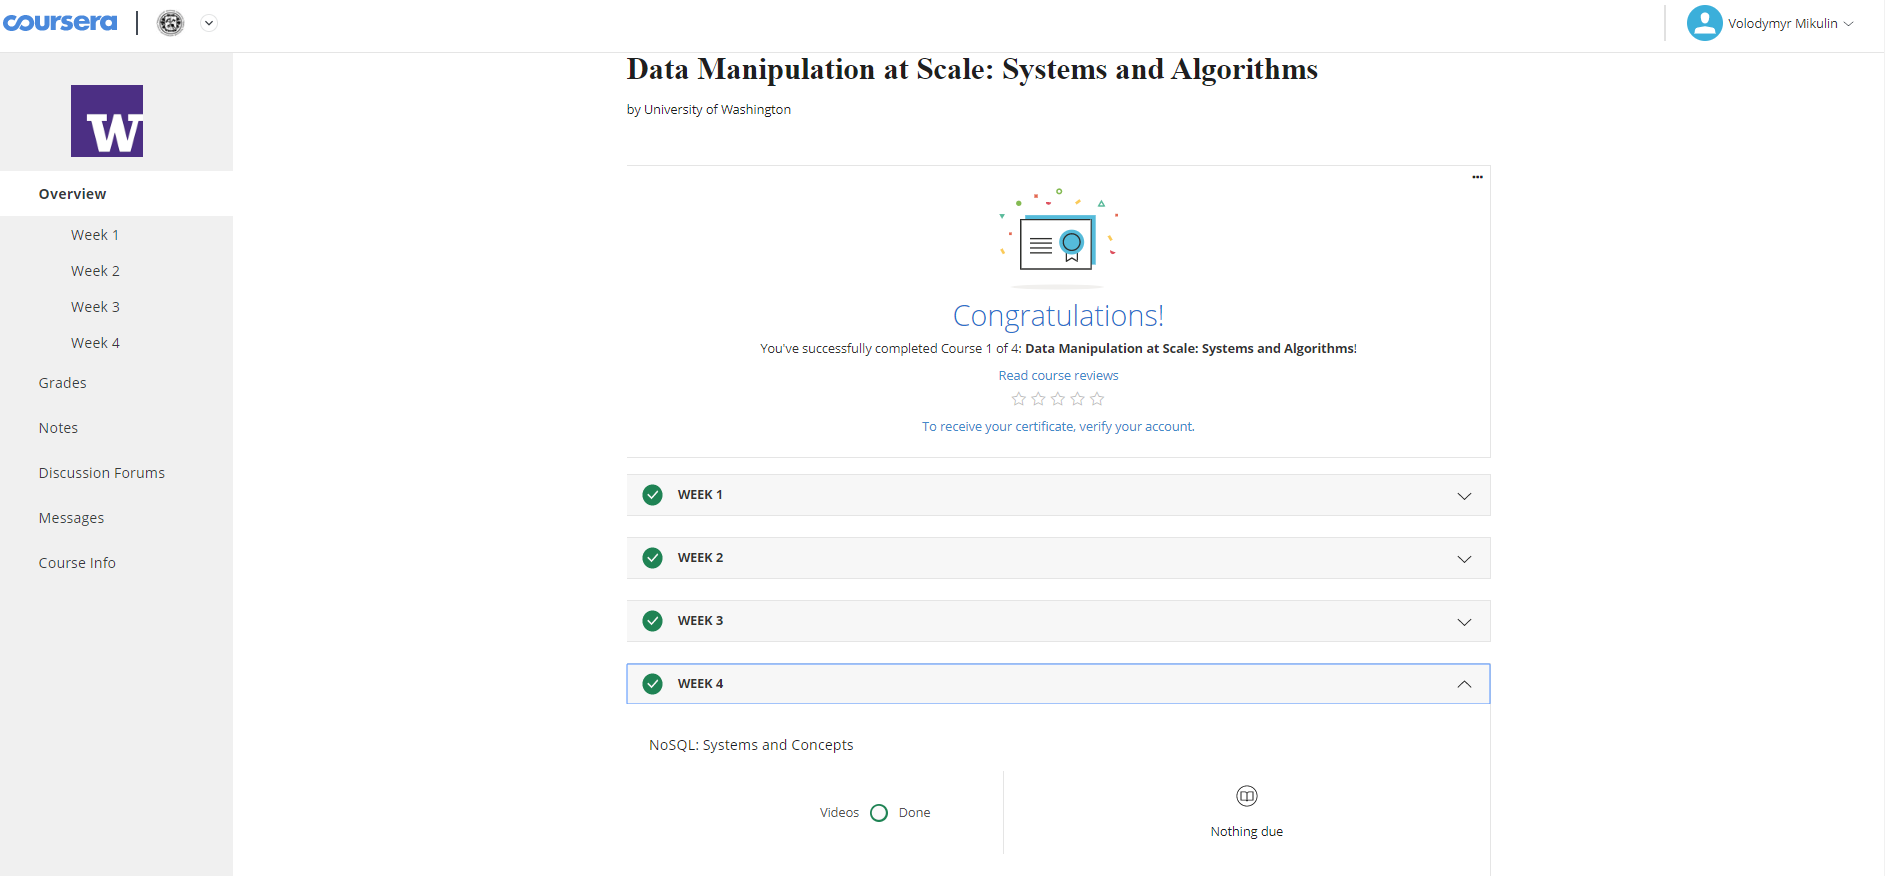 coursera
Volodymyr Mikulin
W
Overview
Week 1
Week 2
Week 3
Week 4
Grades
Notes
Discussion Forums
Messages
Course Info
Data Manipulation at Scale: Systems and Algorithms
by University of Washington
Congratulations!
You've successfully completed Course 1 of 4: Data Manipulation at Scale: Systems and Algorithms!
Read course reviews
To receive your certificate, verify your account.
WEEK 1
WEEK 2
WEEK 3
WEEK 4
NoSQL: Systems and Concepts
Videos Done
Nothing due